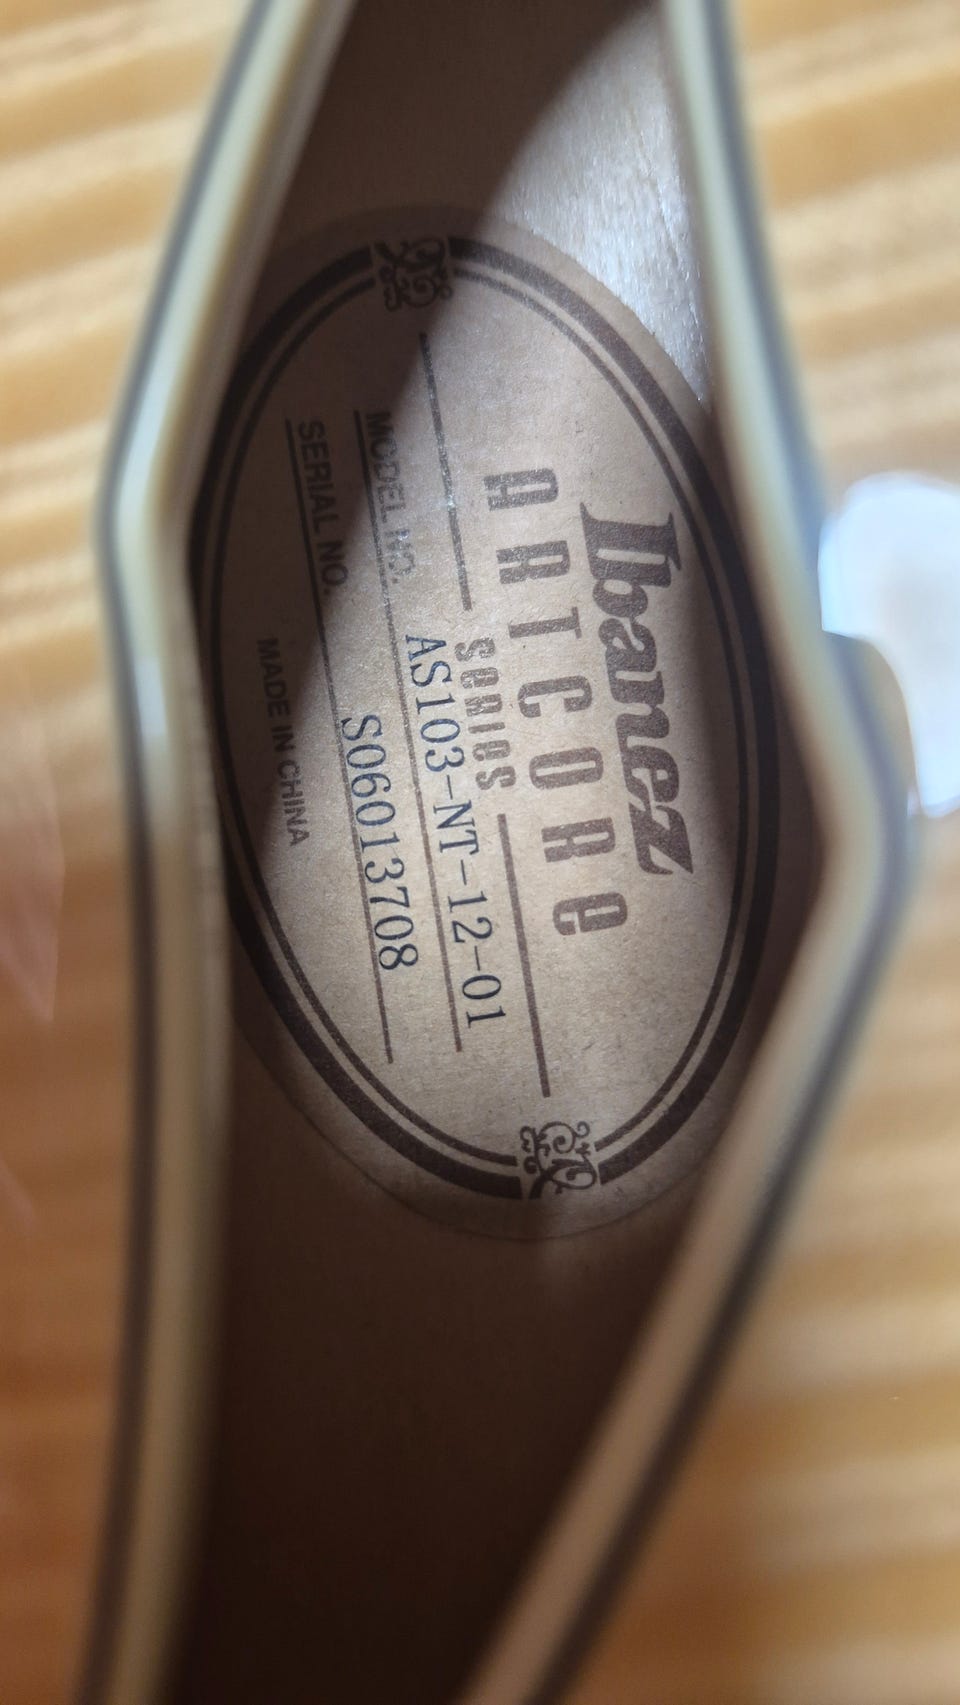 Ibanez
ARTCORE
SERIES
MODEL NO. AS103-NT-12-01
SERIAL NO. S06013708
MADE IN CHINA